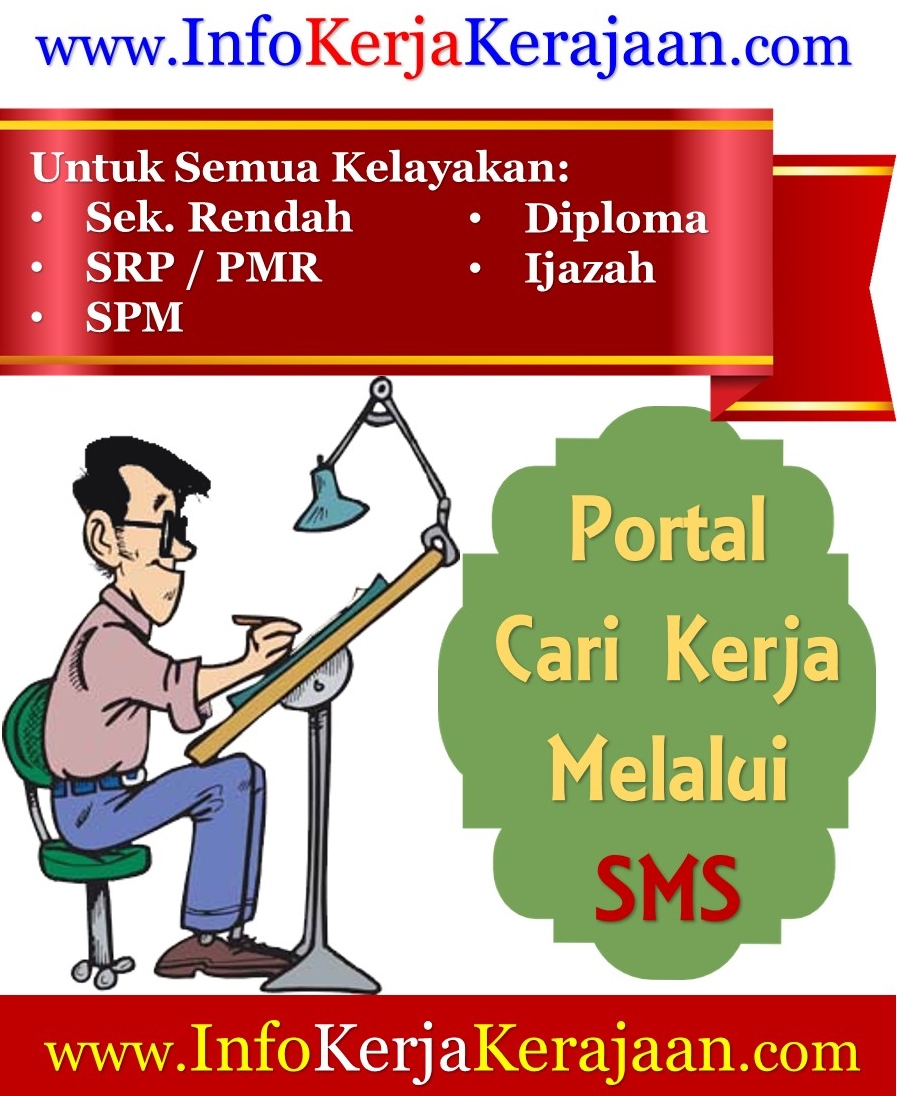 www.InfoKerjaKerajaan.com
Untuk Semua Kelayakan:
• Sek. Rendah
• SRP / PMR
• SPM
• Diploma
• Ijazah
Portal
Cari Kerja
Melalui
SMS
www.InfoKerjaKerajaan.com